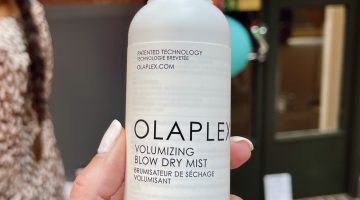 PATENTED TECHNOLOGY
TECHNOLOGIE BREVETÉE
OLAPLEX.COM
OLAPLEX
VOLUMIZING
BLOW DRY MIST
BRUMISATEUR DE SÉCHAGE
VOLUMISANT